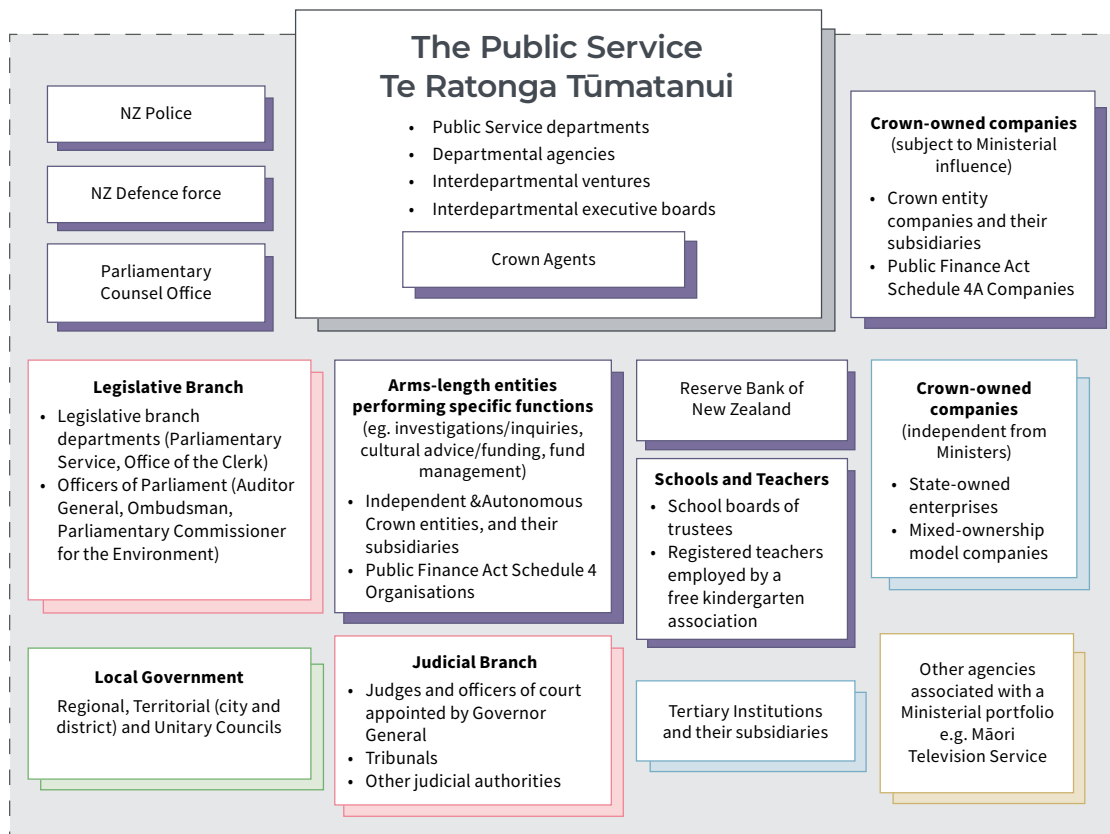 The Public Service
Te Ratonga Tūmatanui
• Public Service departments
• Departmental agencies
• Interdepartmental ventures
• Interdepartmental executive boards
Crown Agents
NZ Police
NZ Defence force
Parliamentary
Counsel Office
Crown-owned companies
(subject to Ministerial
influence)
• Crown entity
companies and their
subsidiaries
• Public Finance Act
Schedule 4A Companies
Legislative Branch
• Legislative branch
departments (Parliamentary
Service, Office of the Clerk)
• Officers of Parliament (Auditor
General, Ombudsman,
Parliamentary Commissioner
for the Environment)
Arms-length entities
performing specific functions
(eg. investigations/inquiries,
cultural advice/funding, fund
management)
• Independent &Autonomous
Crown entities, and their
subsidiaries
• Public Finance Act Schedule 4
Organisations
Reserve Bank of
New Zealand
Schools and Teachers
• School boards of
trustees
• Registered teachers
employed by a
free kindergarten
association
Crown-owned
companies
(independent from
Ministers)
• State-owned
enterprises
• Mixed-ownership
model companies
Local Government
Regional, Territorial (city and
district) and Unitary Councils
Judicial Branch
• Judges and officers of court
appointed by Governor
General
• Tribunals
• Other judicial authorities
Tertiary Institutions
and their subsidiaries
Other agencies
associated with a
Ministerial portfolio
e.g. Māori
Television Service